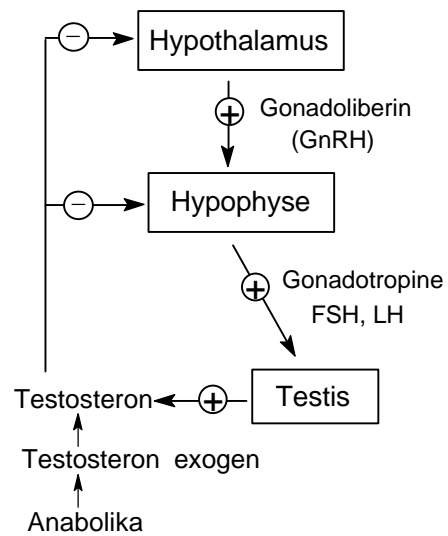 Hypothalamus
Gonadoliberin
(GnRH)
Hypophyse
Gonadotropine
FSH, LH
Testosteron
Testis
Testosteron exogen
Anabolika